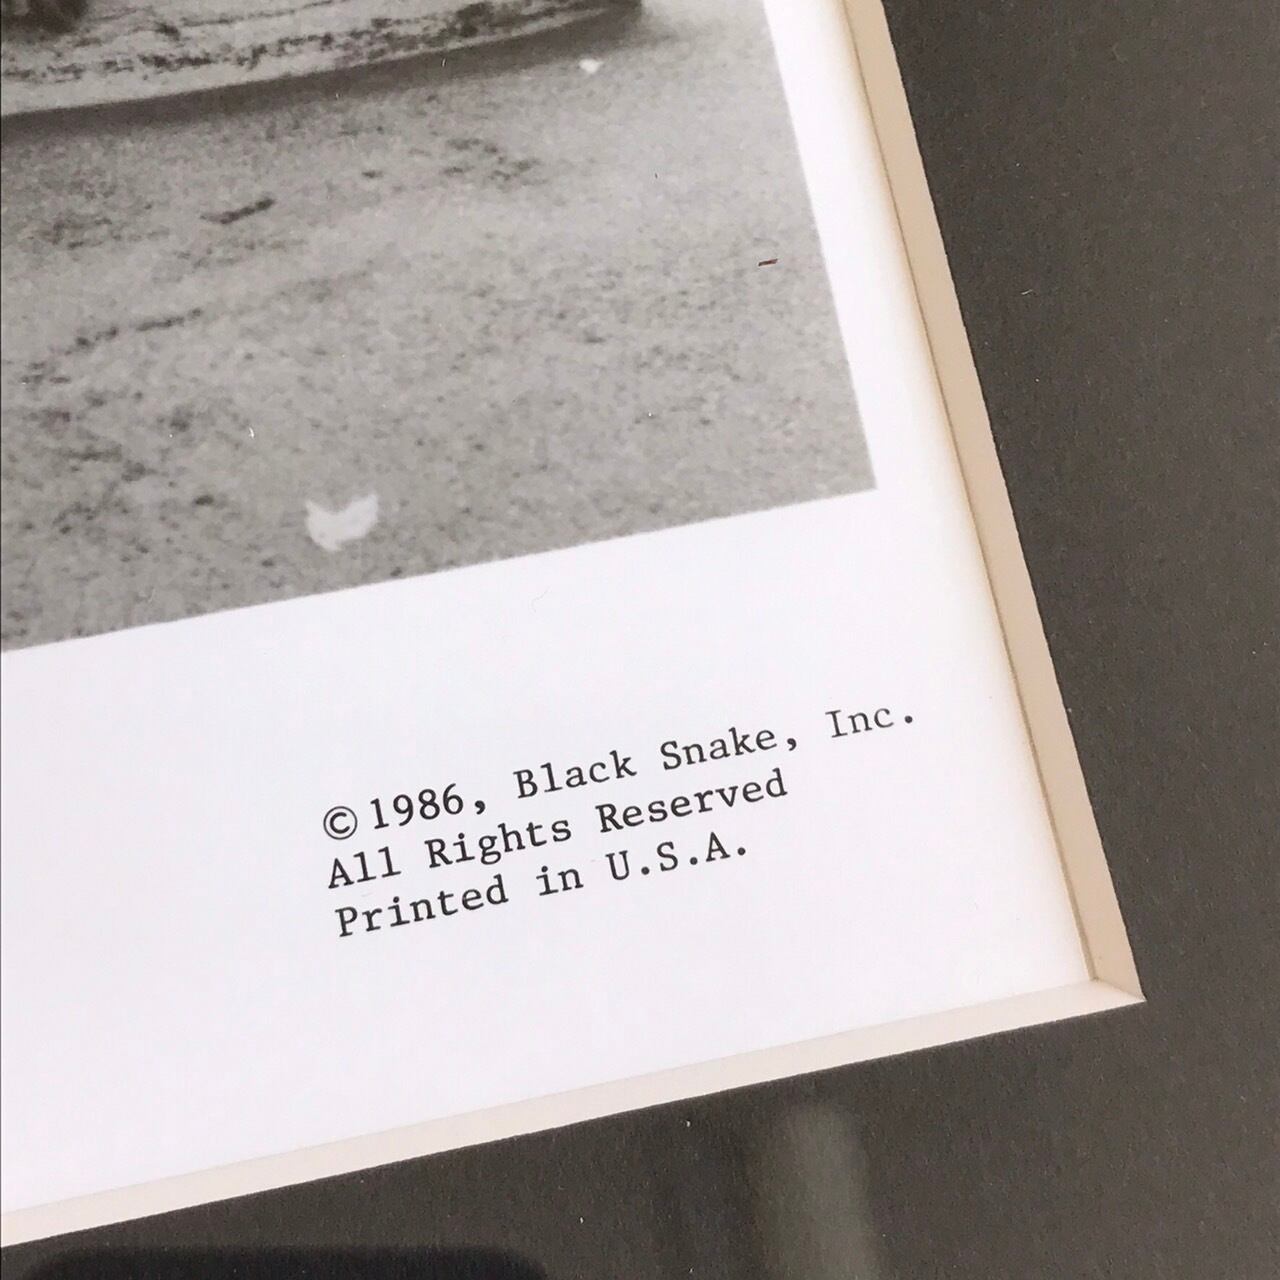 ©1986, Black Snake, Inc.
All Rights Reserved
Printed in U.S.A.